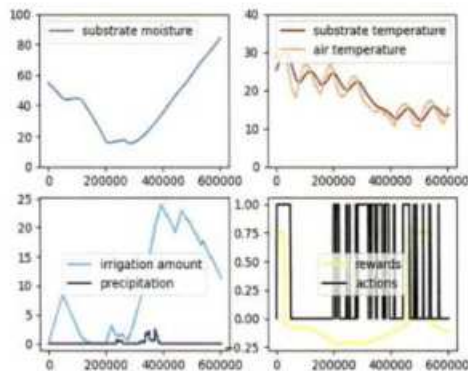 100
80
60
40
20
0
substrate moisture
0 200000 400000 600000
40
30
20
10
0
substrate temperature
air temperature
0 200000 400000 600000
25
20
15
10
5
0
irrigation amount
precipitation
0 200000 400000 600000
1.00
0.75
0.50
0.25
0.00
-0.25
rewards
actions
0 200000 400000 600000